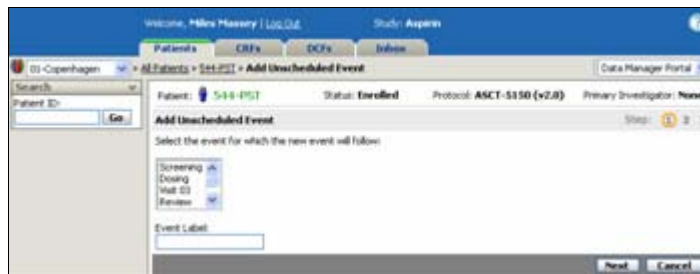 Welcome, Miles Massey | Log Out Study: Aspirin
Patients CRFs DCFs Inbox
01-Copenhagen » All Patients » 544-PST » Add Unscheduled Event Data Manager Portal
Search
Patient ID:
Go
Patient: 544-PST Status: Enrolled Protocol: ASCT-5150 (v2.0) Primary Investigator: None
Add Unscheduled Event Step: 1 2
Select the event for which the new event will follow:
Screening
Dosing
Visit 03
Review
Event Label:
Next Cancel